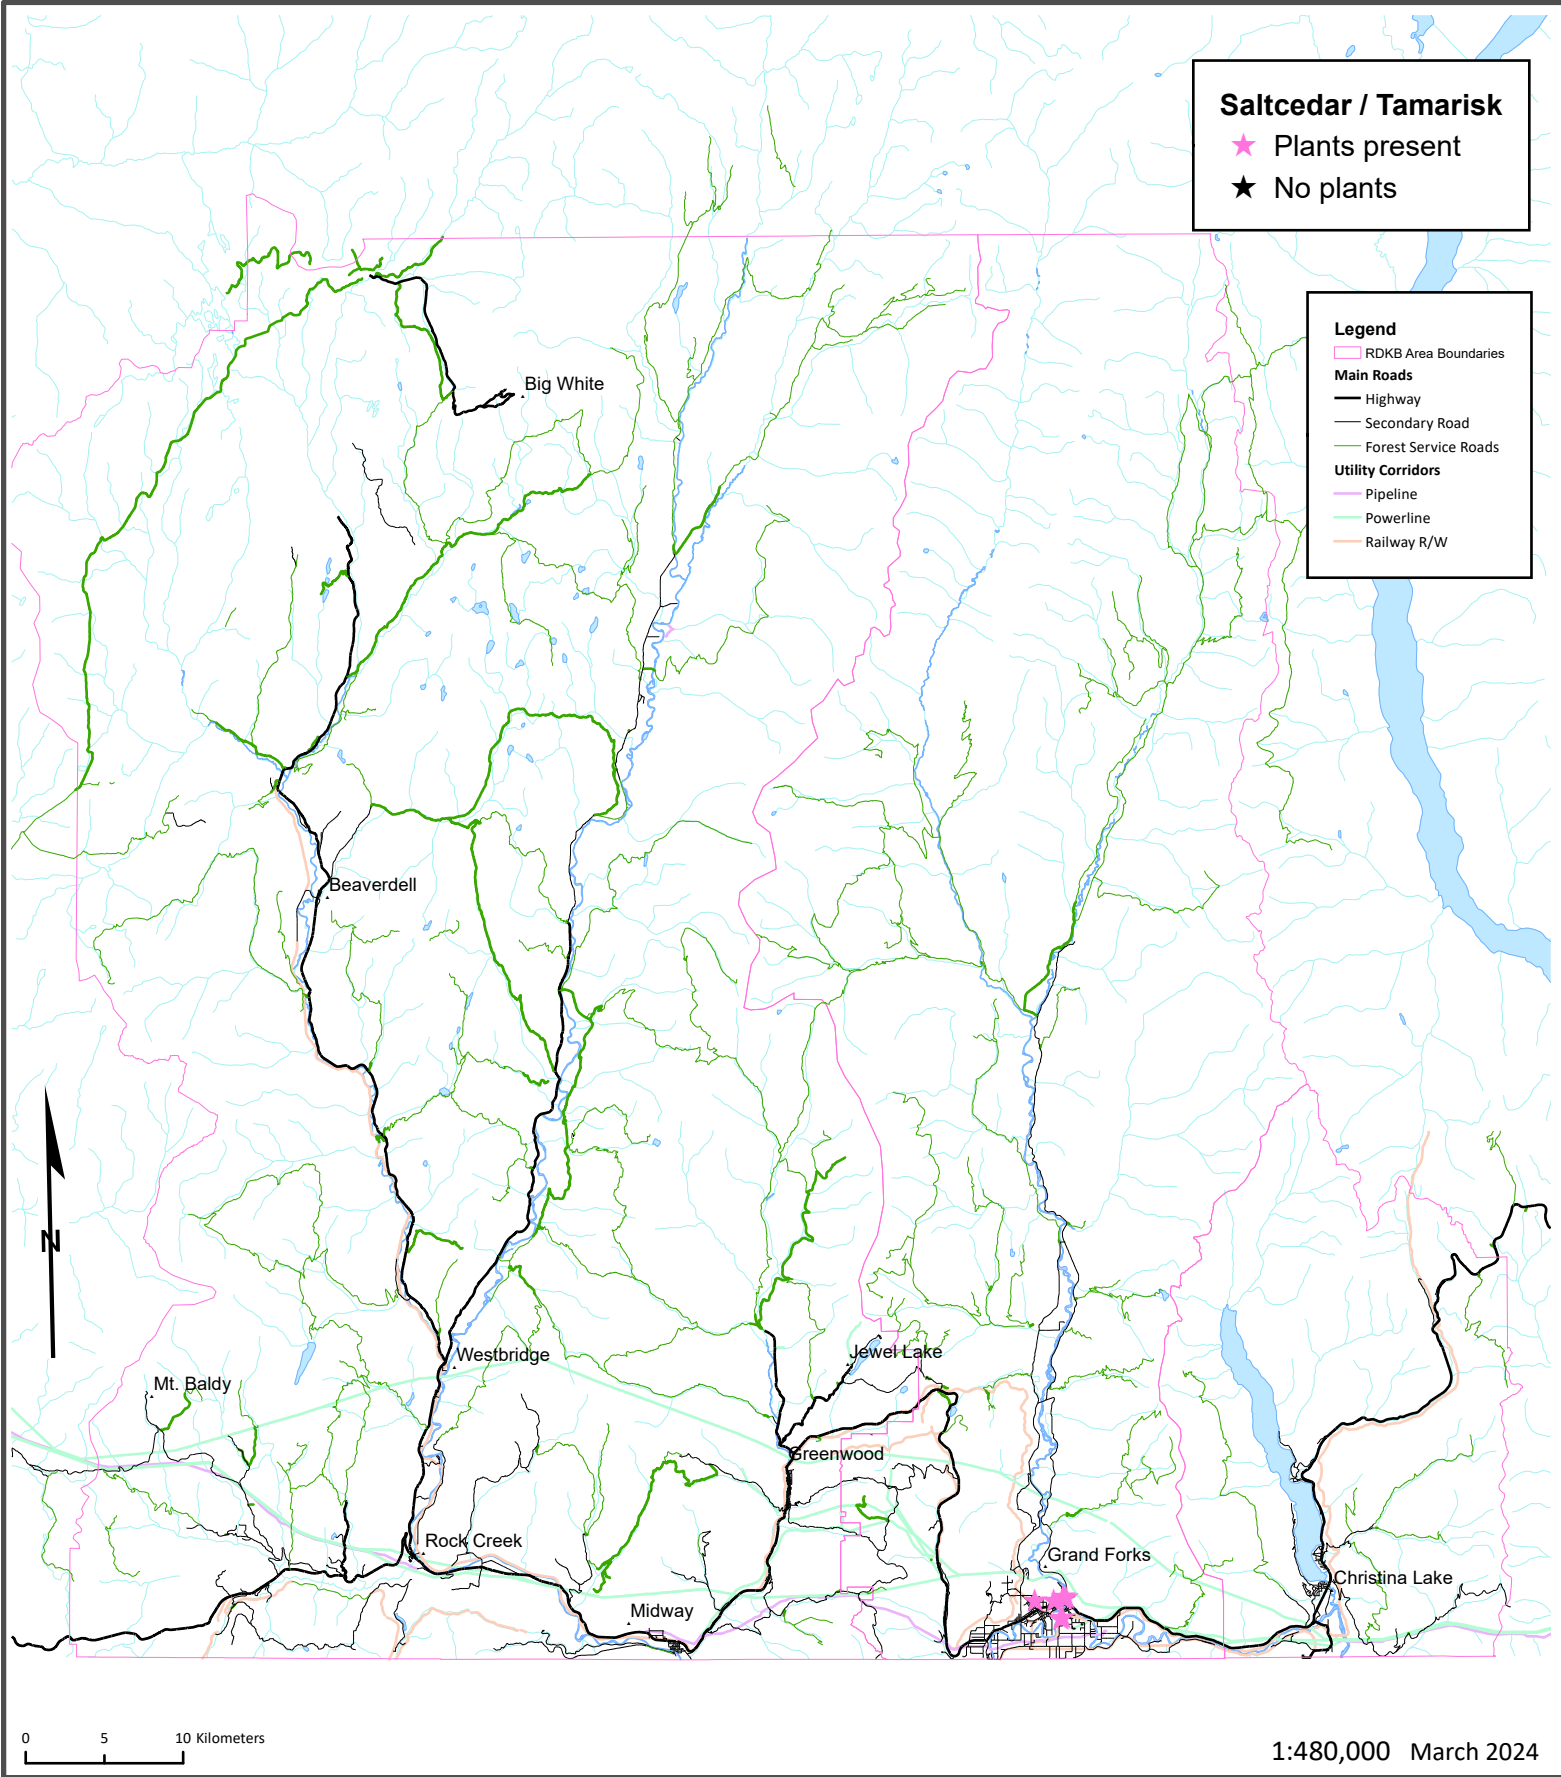 Saltcedar / Tamarisk
Plants present
No plants
Legend
RDKB Area Boundaries
Main Roads
Highway
Secondary Road
Forest Service Roads
Utility Corridors
Pipeline
Powerline
Railway R/W
Big White
Beaverdell
N
Westbridge
Jewel Lake
Mt. Baldy
Greenwood
Rock Creek
Grand Forks
Christina Lake
Midway
0 5 10 Kilometers
1:480,000 March 2024